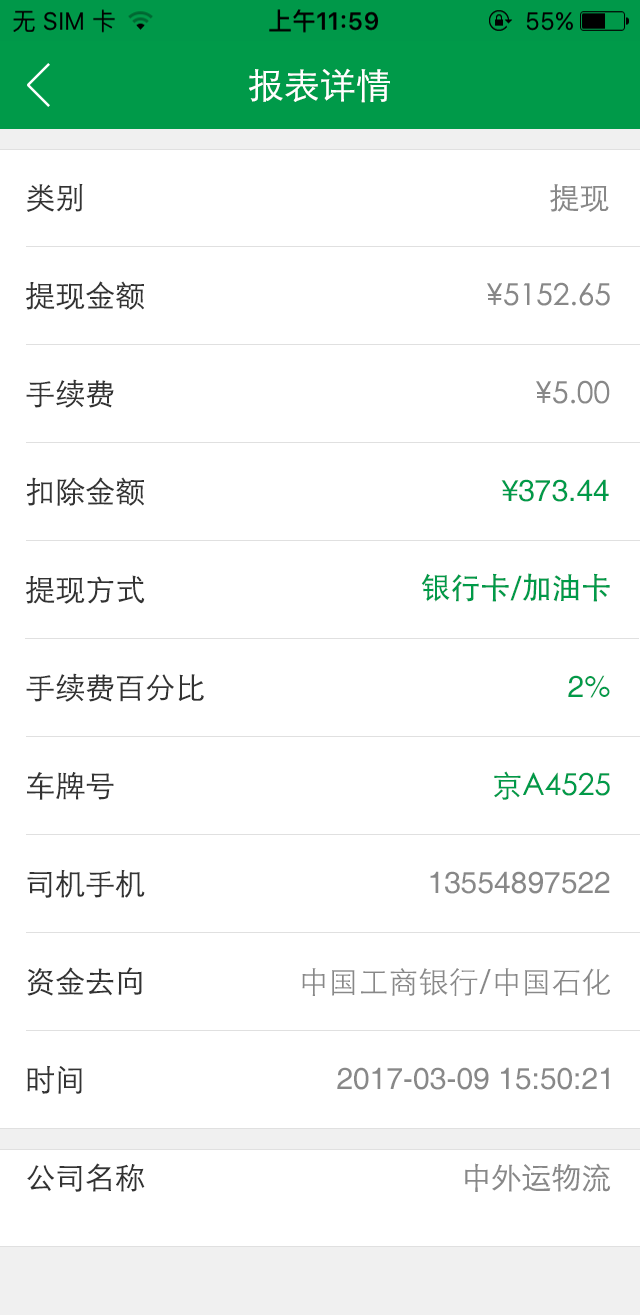 无 SIM 卡 上午11:59 55%
报表详情
类别 提现
提现金额 ¥5152.65
手续费 ¥5.00
扣除金额 ¥373.44
提现方式 银行卡/加油卡
手续费百分比 2%
车牌号 京A4525
司机手机 13554897522
资金去向 中国工商银行/中国石化
时间 2017-03-09 15:50:21
公司名称 中外运物流